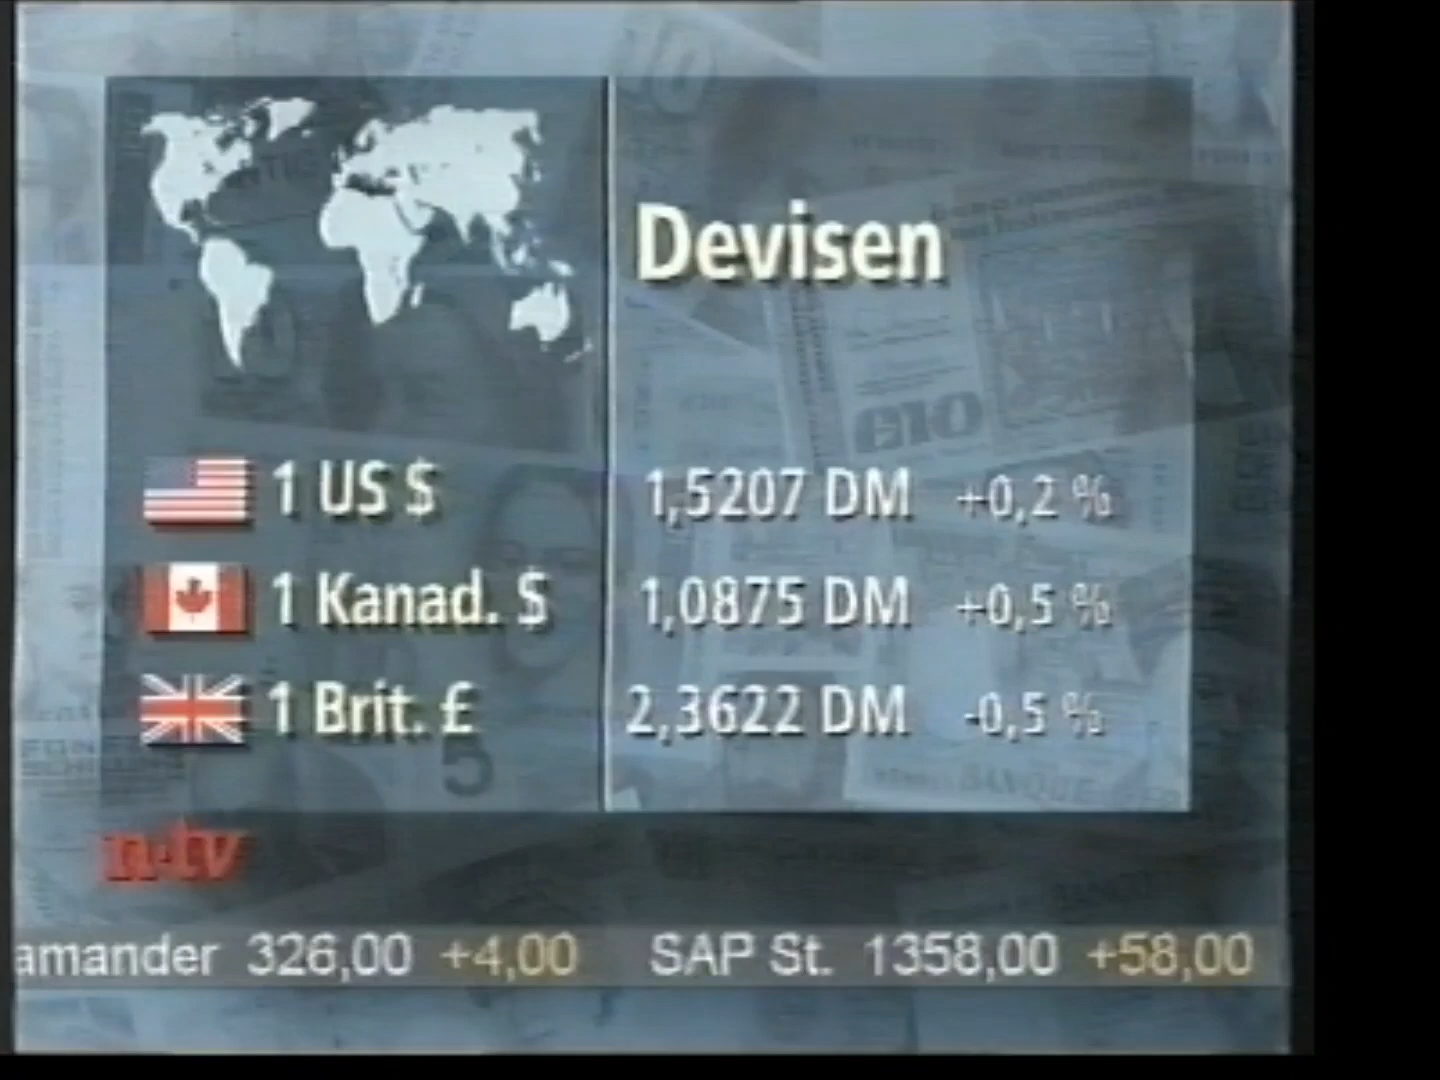 Devisen
1 US $ 1,5207 DM +0,2 %
1 Kanad. $ 1,0875 DM +0,5 %
1 Brit. £ 2,3622 DM -0,5 %
5
n-tv
amander 326,00 +4,00 SAP St. 1358,00 +58,00